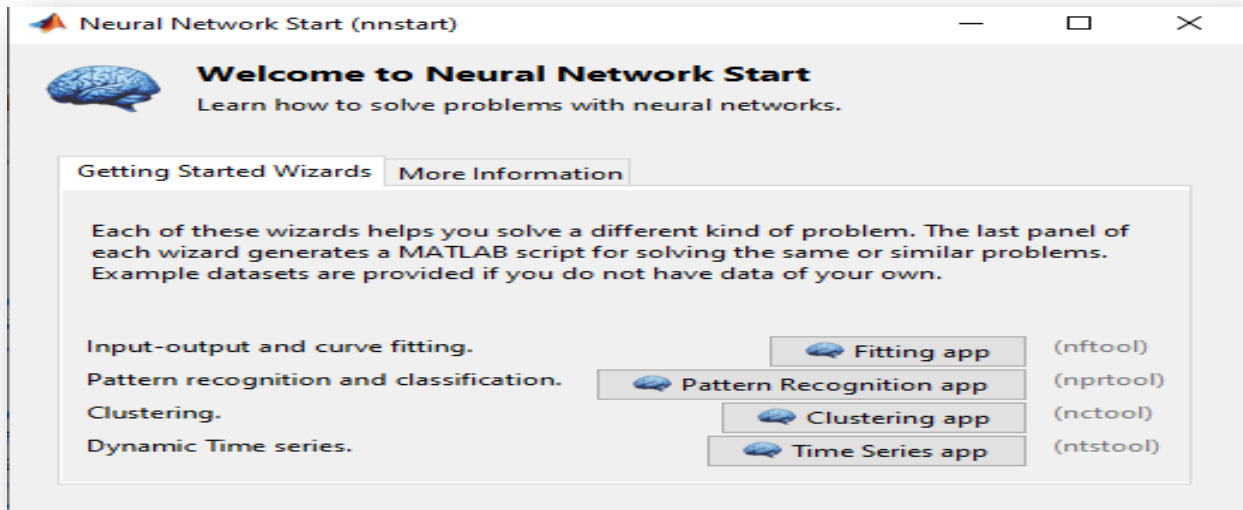 Neural Network Start (nnstart)
Welcome to Neural Network Start
Learn how to solve problems with neural networks.
Getting Started Wizards More Information
Each of these wizards helps you solve a different kind of problem. The last panel of
each wizard generates a MATLAB script for solving the same or similar problems.
Example datasets are provided if you do not have data of your own.
Input-output and curve fitting. Fitting app (nftool)
Pattern recognition and classification. Pattern Recognition app (nprtool)
Clustering. Clustering app (nctool)
Dynamic Time series. Time Series app (ntstool)